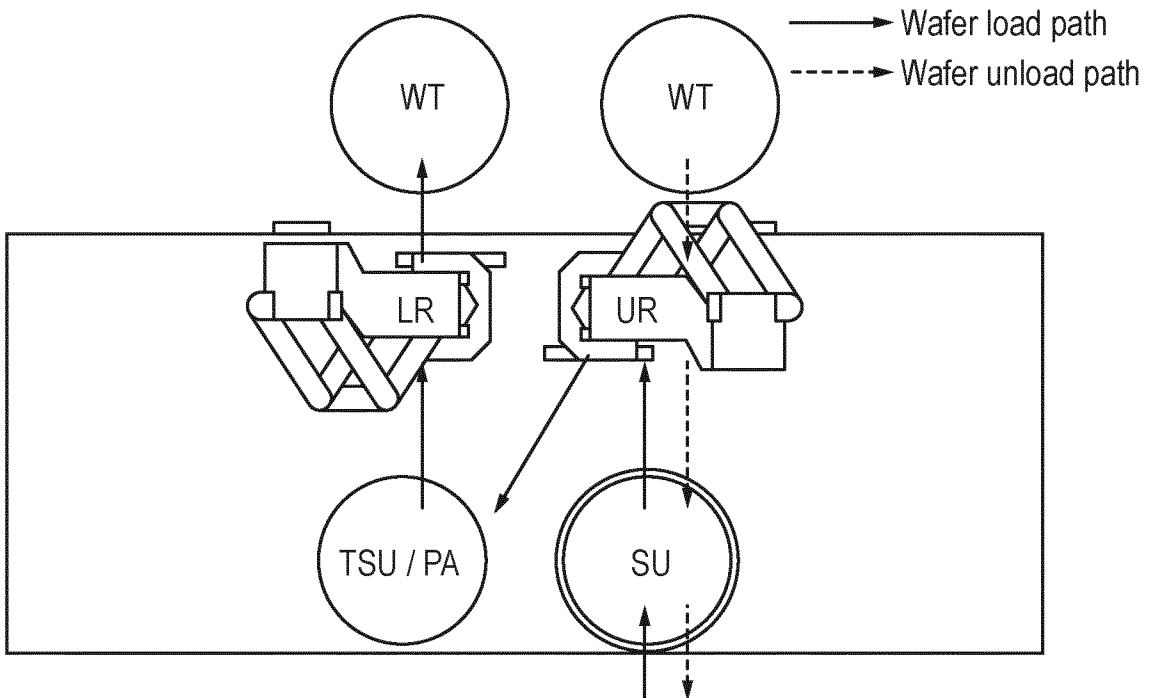 Wafer load path
Wafer unload path
WT
WT
LR
UR
TSU / PA
SU